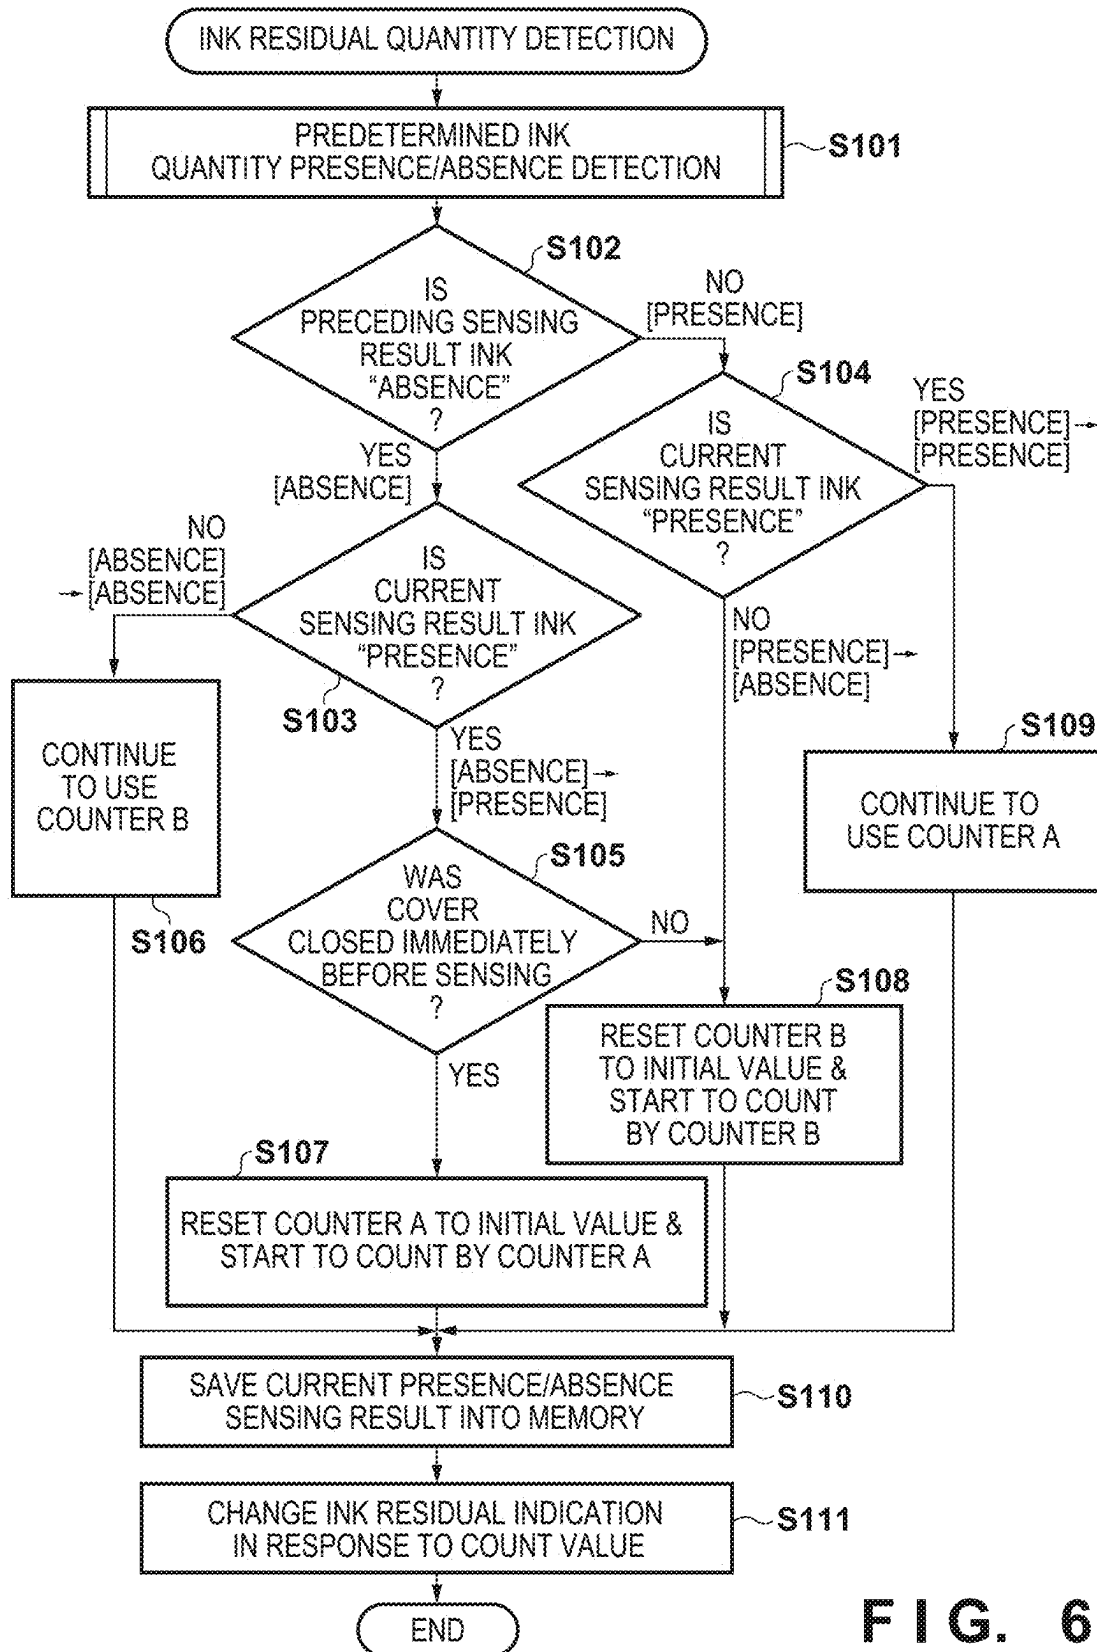 INK RESIDUAL QUANTITY DETECTION
PREDETERMINED INK
QUANTITY PRESENCE/ABSENCE DETECTION
S101
S102
IS
PRECEDING SENSING
RESULT INK
“ABSENCE”
?
NO
[PRESENCE]
YES
[ABSENCE]
S104
IS
CURRENT
SENSING RESULT INK
“PRESENCE”
?
YES
[PRESENCE]→
[PRESENCE]
NO
[ABSENCE]
→[ABSENCE]
IS
CURRENT
SENSING RESULT INK
“PRESENCE”
?
S103
NO
[PRESENCE]→
[ABSENCE]
CONTINUE
TO USE
COUNTER B
S106
YES
[ABSENCE]→
[PRESENCE]
S109
CONTINUE TO
USE COUNTER A
S105
WAS
COVER
CLOSED IMMEDIATELY
BEFORE SENSING
?
NO
YES
S108
RESET COUNTER B
TO INITIAL VALUE &
START TO COUNT
BY COUNTER B
S107
RESET COUNTER A TO INITIAL VALUE &
START TO COUNT BY COUNTER A
SAVE CURRENT PRESENCE/ABSENCE
SENSING RESULT INTO MEMORY
S110
CHANGE INK RESIDUAL INDICATION
IN RESPONSE TO COUNT VALUE
S111
END
FIG. 6